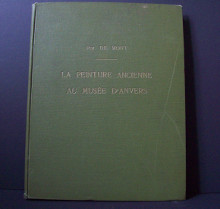 LA PEINTURE ANCIENNE
AU MUSÉE D'ANVERS